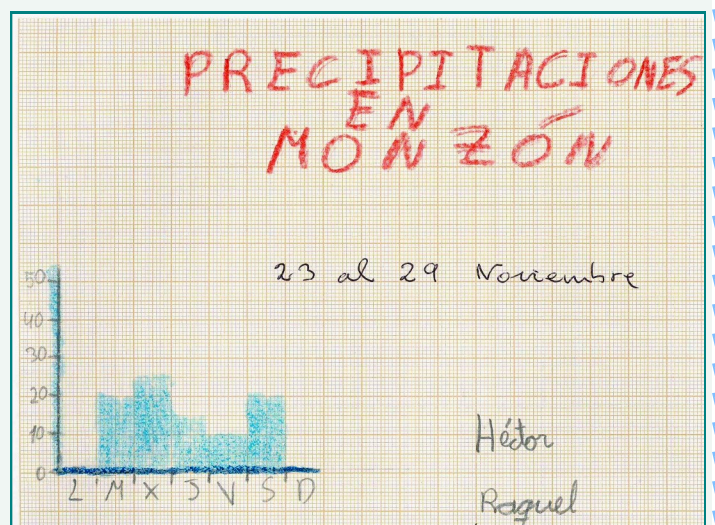 PRECIPITACIONES
EN
MONZÓN
23 al 29 Noviembre
50
40
30
20
10
0
L M X J V S D
Héctor
Raquel